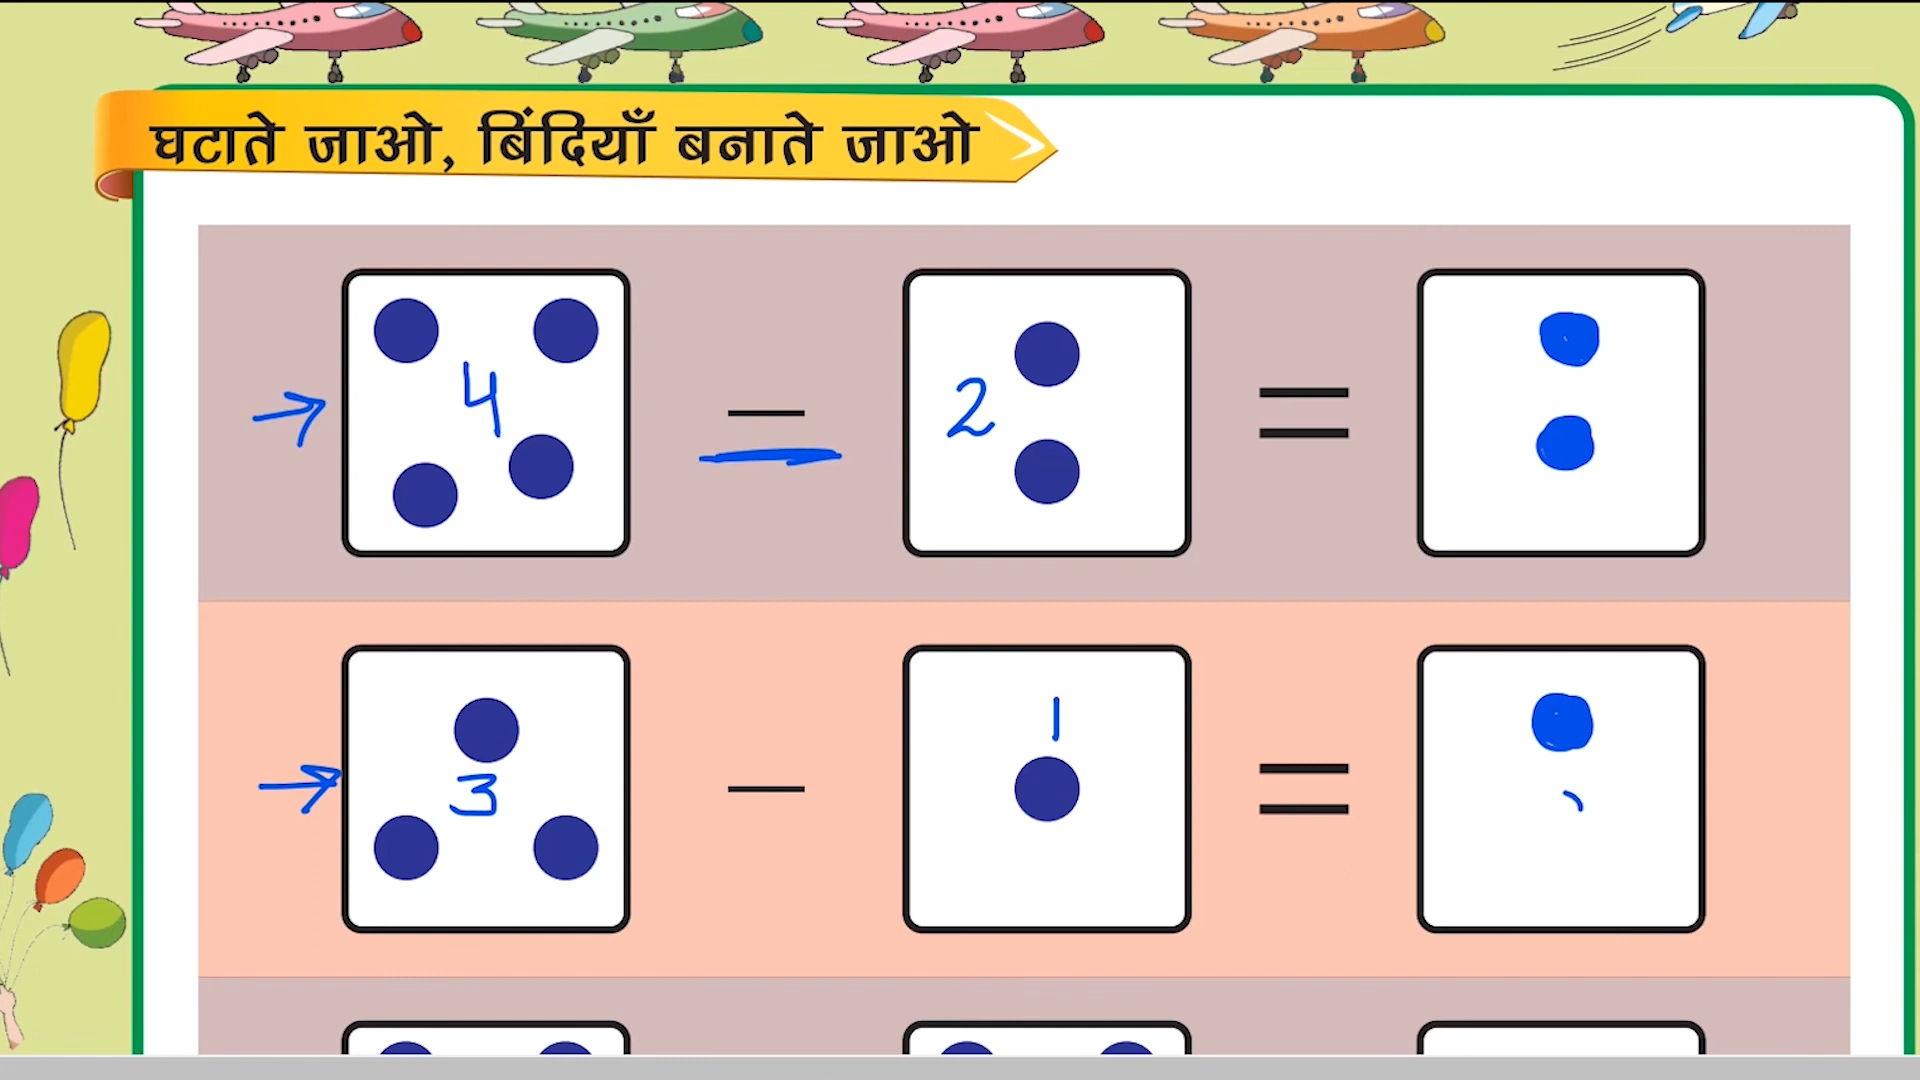 घटाते जाओ, बिंदियाँ बनाते जाओ
4 – 2 =
3 – 1 =